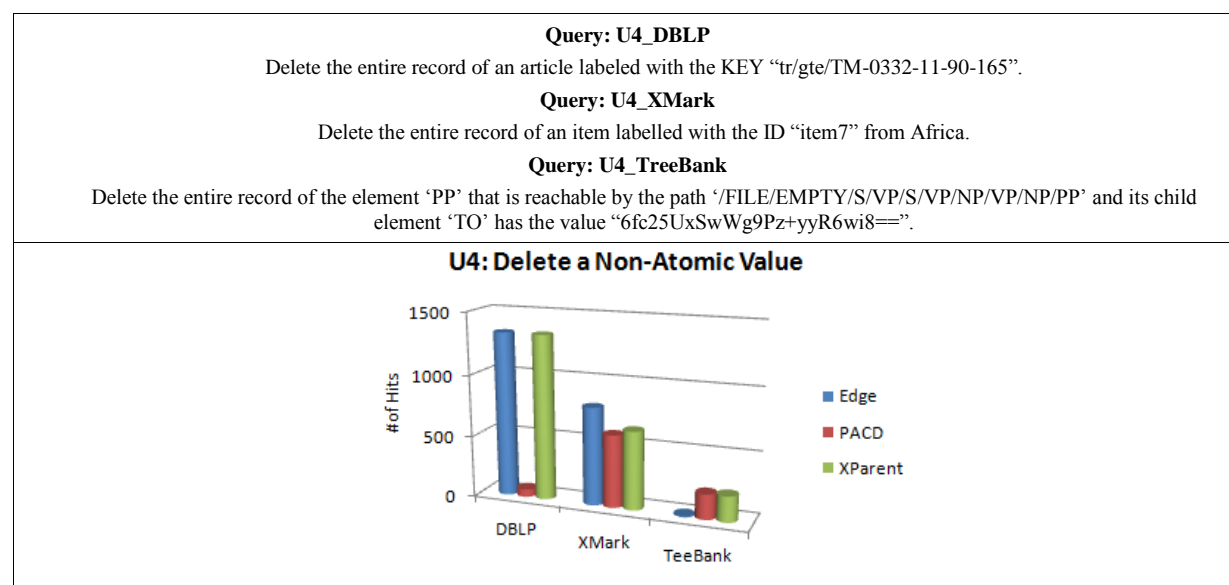 Query: U4_DBLP
Delete the entire record of an article labeled with the KEY “tr/gte/TM-0332-11-90-165”.
Query: U4_XMark
Delete the entire record of an item labelled with the ID “item7” from Africa.
Query: U4_TreeBank
Delete the entire record of the element ‘PP’ that is reachable by the path ‘/FILE/EMPTY/S/VP/S/VP/NP/VP/NP/PP’ and its child
element ‘TO’ has the value “6fc25UxSwWg9Pz+yyR6wi8==”.
U4: Delete a Non-Atomic Value
1500
1000
500
0
#of Hits
DBLP
XMark
TeeBank
Edge
PACD
XParent